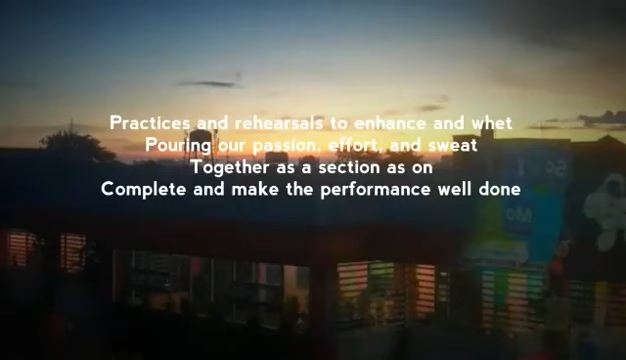 Practices and rehearsals to enhance and whet
Pouring our passion, effort, and sweat
Together as a section as on
Complete and make the performance well done